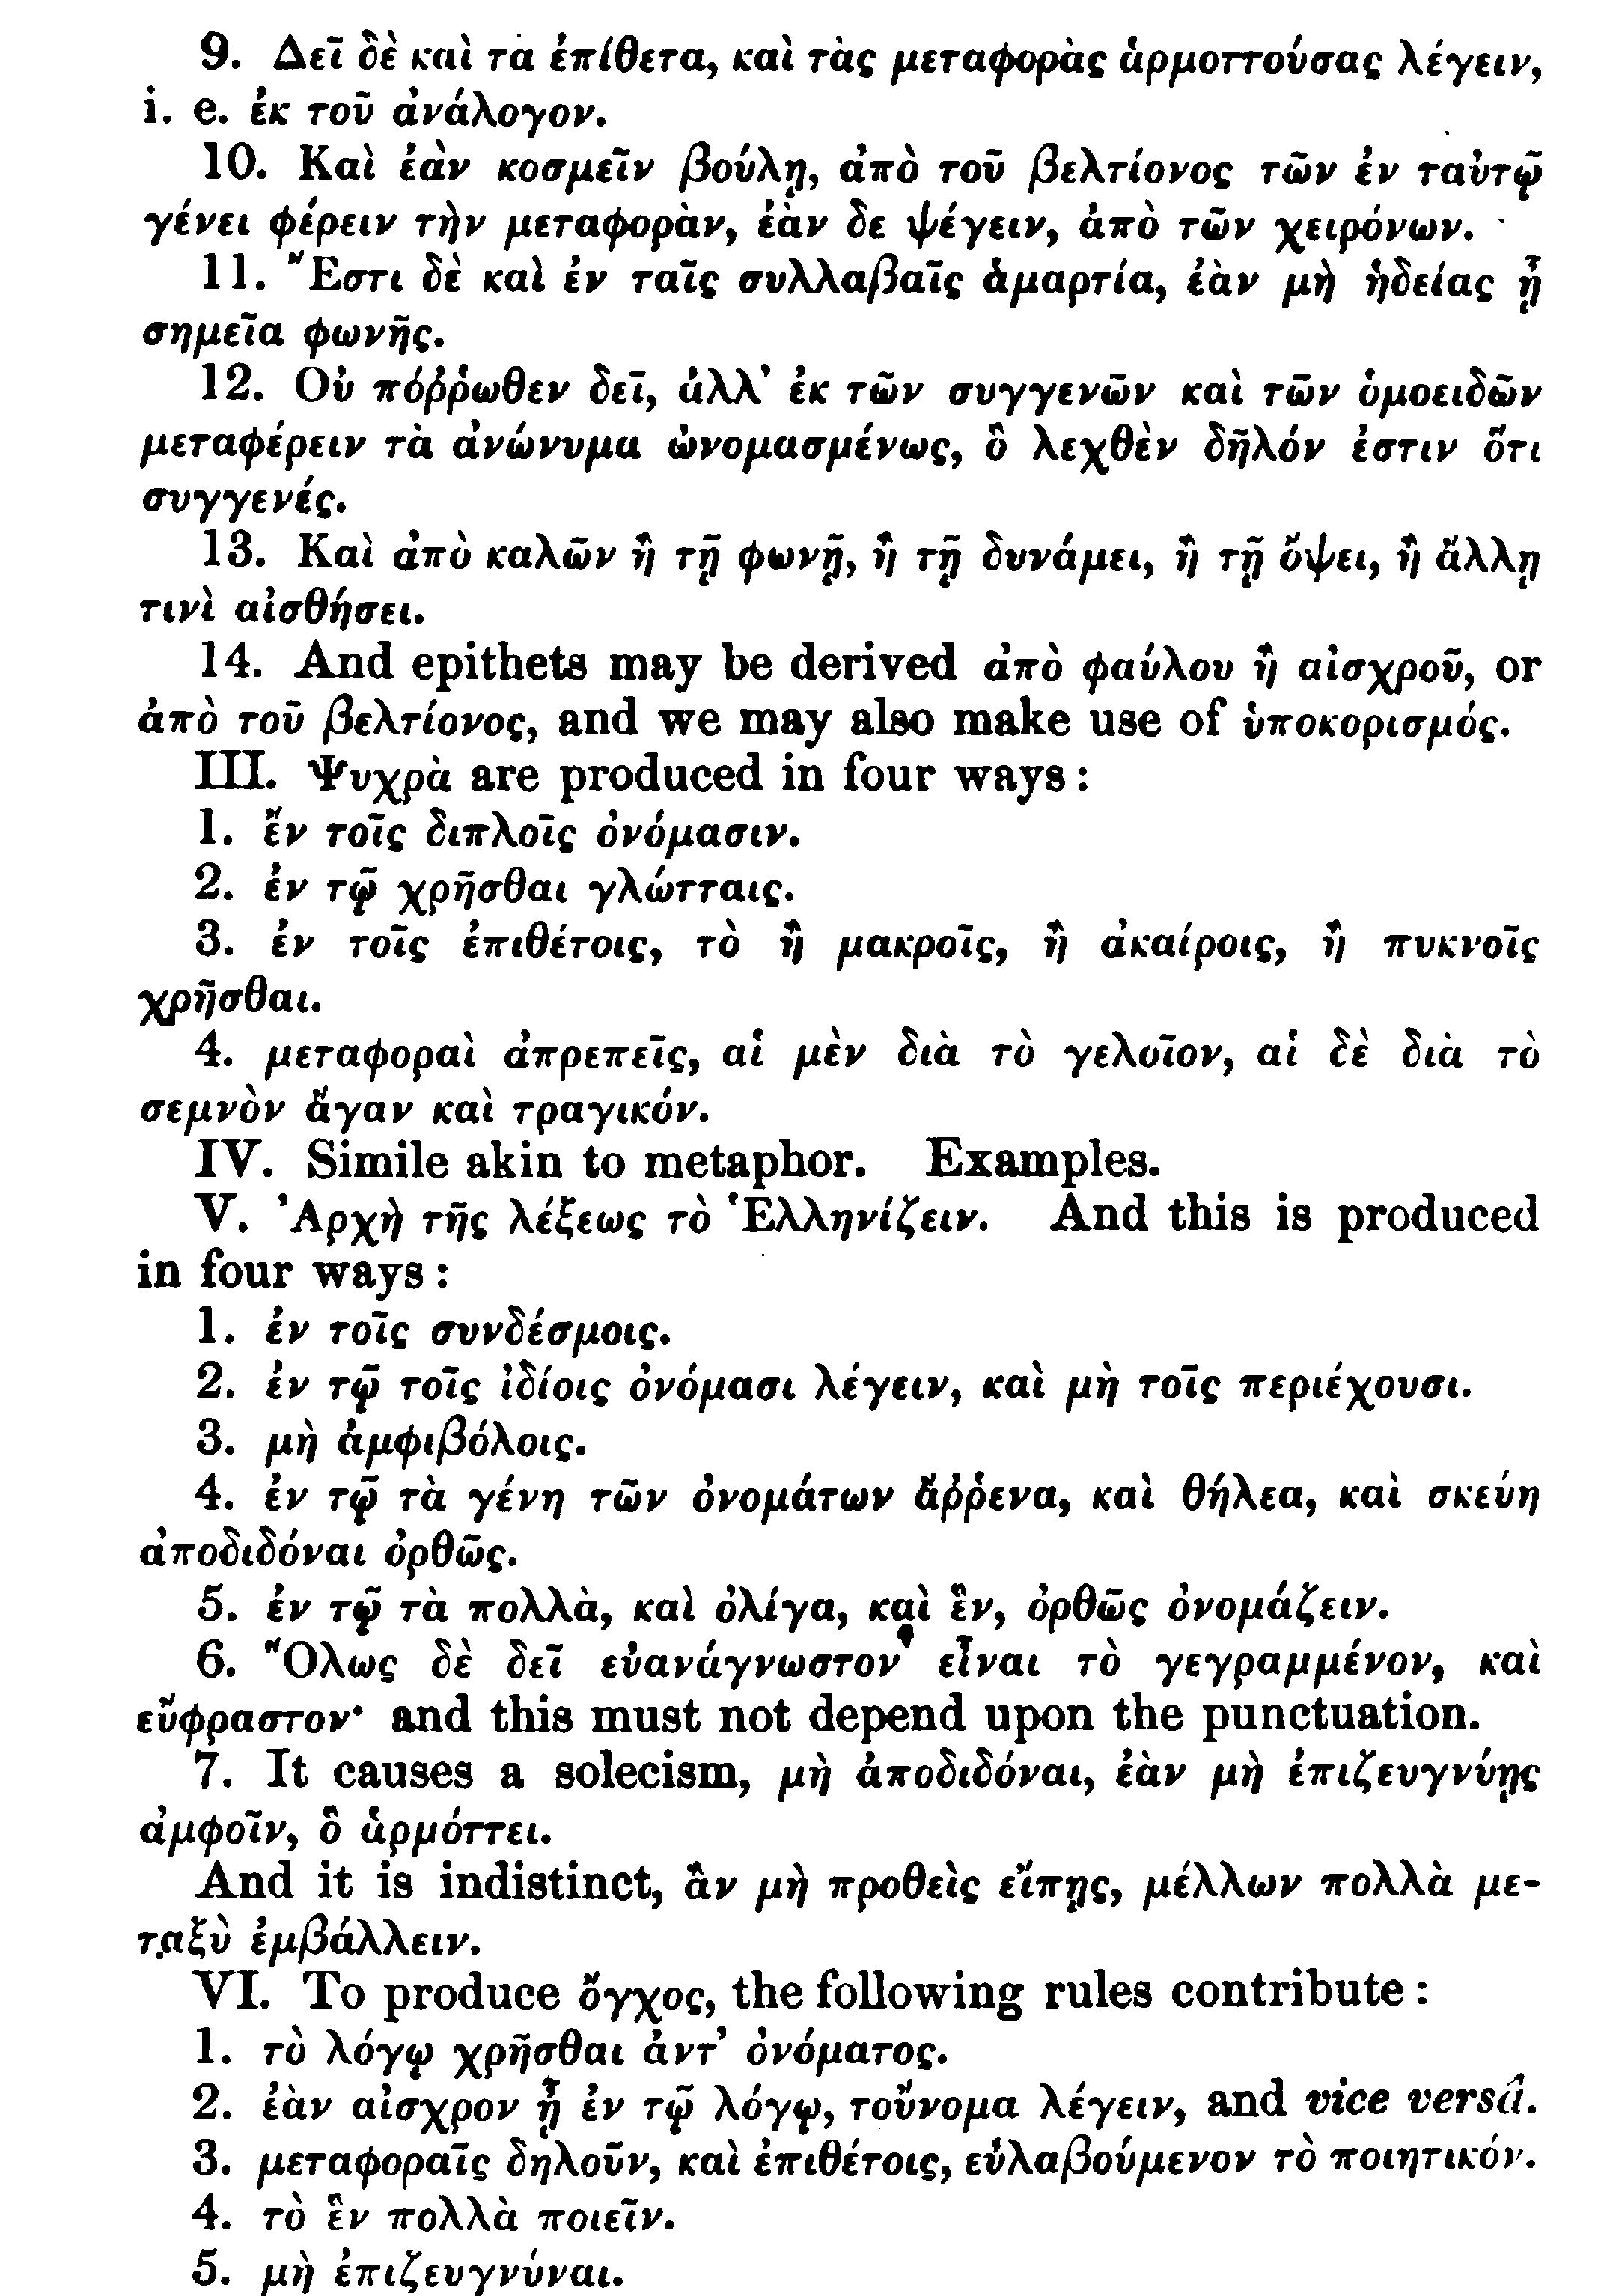 9. Δεῖ δὲ καὶ τὰ ἐπίθετα, καὶ τὰς μεταφορὰς ἁρμοττούσας λέγειν,
i. e. ἐκ τοῦ ἀνάλογον.
10. Καὶ ἐὰν κοσμεῖν βούλῃ, ἀπὸ τοῦ βελτίονος τῶν ἐν ταὐτῷ
γένει φέρειν τὴν μεταφορὰν, ἐὰν δε ψέγειν, ἀπὸ τῶν χειρόνων.
11. Ἔστι δὲ καὶ ἐν ταῖς συλλαβαῖς ἁμαρτία, ἐὰν μὴ ἡδείας ᾖ
σημεῖα φωνῆς.
12. Οὐ πόῤῥωθεν δεῖ, ἀλλ’ ἐκ τῶν συγγενῶν καὶ τῶν ὁμοειδῶν
μεταφέρειν τὰ ἀνώνυμα ὠνομασμένως, ὃ λεχθὲν δῆλόν ἐστιν ὅτι
συγγενές.
13. Καὶ ἀπὸ καλῶν ἢ τῇ φωνῇ, ἢ τῇ δυνάμει, ἢ τῇ ὄψει, ἢ ἄλλῃ
τινὶ αἰσθήσει.
14. And epithets may be derived ἀπὸ φαύλου ἢ αἰσχροῦ, or
ἀπὸ τοῦ βελτίονος, and we may also make use of ὑποκορισμός.
III. Ψυχρὰ are produced in four ways:
1. ἔν τοῖς διπλοῖς ὀνόμασιν.
2. ἐν τῷ χρῆσθαι γλώτταις.
3. ἐν τοῖς ἐπιθέτοις, τὸ ἢ μακροῖς, ἢ ἀκαίροις, ἢ πυκνοῖς
χρῆσθαι.
4. μεταφοραὶ ἀπρεπεῖς, αἱ μὲν διὰ τὸ γελοῖον, αἱ δὲ διὰ τὸ
σεμνὸν ἄγαν καὶ τραγικόν.
IV. Simile akin to metaphor. Examples.
V. Ἀρχὴ τῆς λέξεως τὸ Ἑλληνίζειν. And this is produced
in four ways:
1. ἐν τοῖς συνδέσμοις.
2. ἐν τῷ τοῖς ἰδίοις ὀνόμασι λέγειν, καὶ μὴ τοῖς περιέχουσι.
3. μὴ ἀμφιβόλοις.
4. ἐν τῷ τὰ γένη τῶν ὀνομάτων ἄῤῥενα, καὶ θήλεα, καὶ σκεύη
ἀποδιδόναι ὀρθῶς.
5. ἐν τῷ τὰ πολλὰ, καὶ ὀλίγα, καὶ ἓν, ὀρθῶς ὀνομάζειν.
6. Ὅλως δὲ δεῖ εὐανάγνωστον εἶναι τὸ γεγραμμένον, καὶ
εὔφραστον· and this must not depend upon the punctuation.
7. It causes a solecism, μὴ ἀποδιδόναι, ἐὰν μὴ ἐπιζευγνύῃς
ἀμφοῖν, ὃ ἁρμόττει.
And it is indistinct, ἂν μὴ προθεὶς εἴπῃς, μέλλων πολλὰ με-
ταξὺ ἐμβάλλειν.
VI. To produce ὄγχος, the following rules contribute:
1. τὸ λόγῳ χρῆσθαι ἀντ’ ὀνόματος.
2. ἐὰν αἰσχρον ᾖ ἐν τῷ λόγῳ, τοὔνομα λέγειν, and vice versâ.
3. μεταφοραῖς δηλοῦν, καὶ ἐπιθέτοις, εὐλαβούμενον τὸ ποιητικόν.
4. τὸ ἓν πολλὰ ποιεῖν.
5. μὴ ἐπιζευγνύναι.